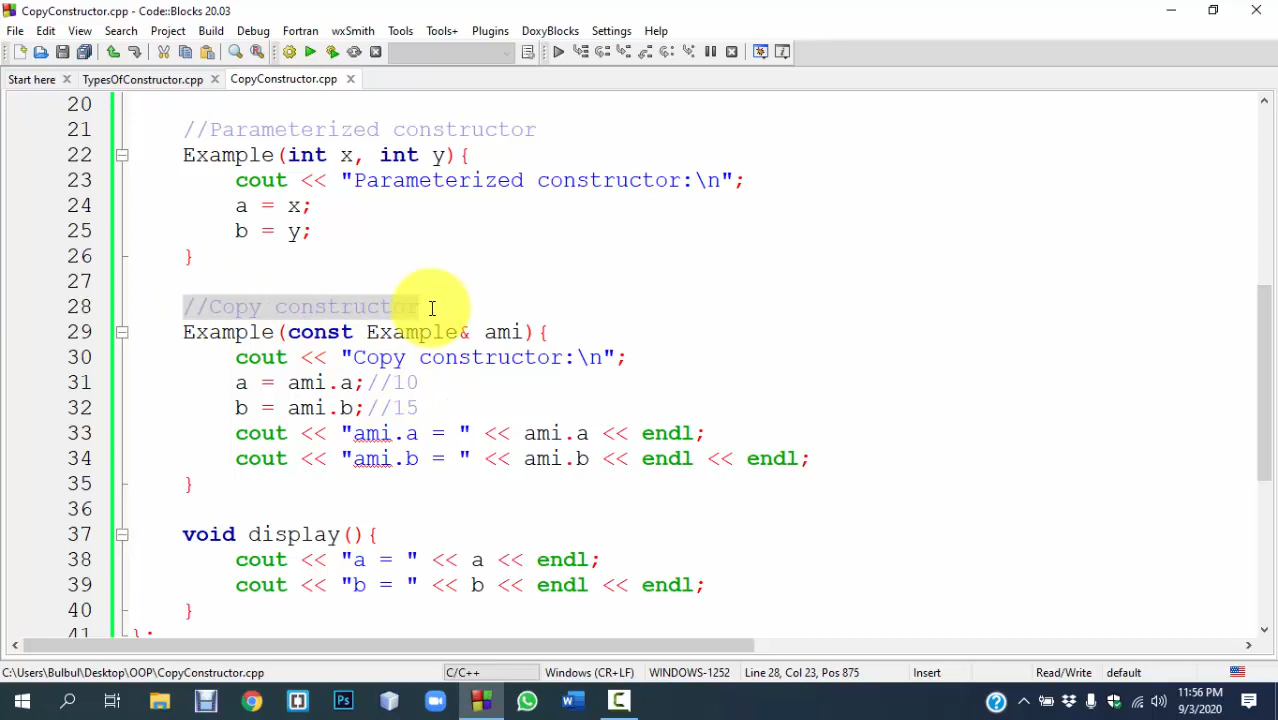 CopyConstructor.cpp - Code::Blocks 20.03
File Edit View Search Project Build Debug Fortran wxSmith Tools Tools+ Plugins DoxyBlocks Settings Help
Start here TypesOfConstructor.cpp CopyConstructor.cpp
20
21 //Parameterized constructor
22 Example(int x, int y){
23 cout << "Parameterized constructor:\n";
24 a = x;
25 b = y;
26 }
27
28 //Copy constructor
29 Example(const Example& ami){
30 cout << "Copy constructor:\n";
31 a = ami.a;//10
32 b = ami.b;//15
33 cout << "ami.a = " << ami.a << endl;
34 cout << "ami.b = " << ami.b << endl << endl;
35 }
36
37 void display(){
38 cout << "a = " << a << endl;
39 cout << "b = " << b << endl << endl;
40 }
41 };
C:\Users\Bulbul\Desktop\OOP\CopyConstructor.cpp C/C++ Windows (CR+LF) WINDOWS-1252 Line 28, Col 23, Pos 875 Insert Read/Write default
11:56 PM
9/3/2020